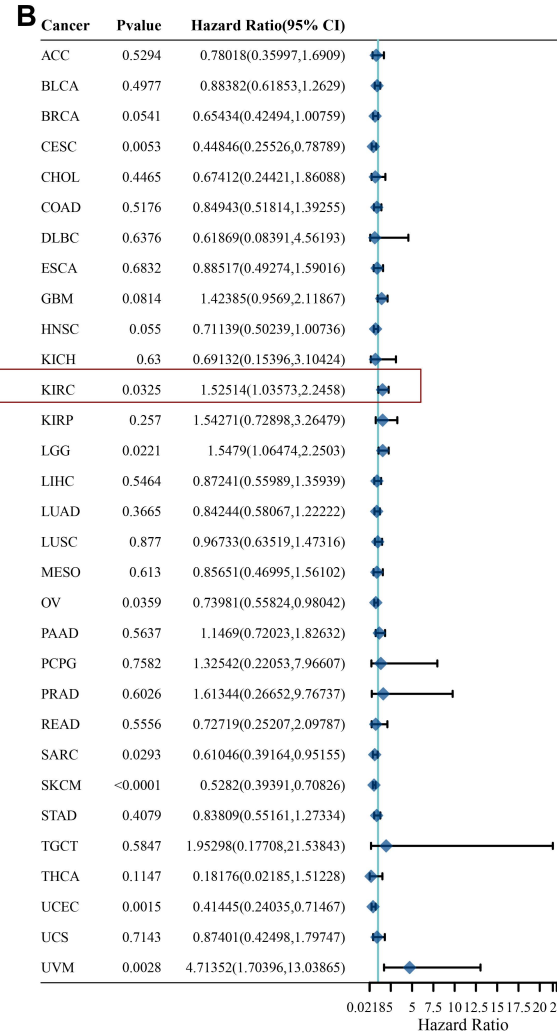 B
Cancer Pvalue Hazard Ratio(95% CI)
ACC 0.5294 0.78018(0.35997,1.6909)
BLCA 0.4977 0.88382(0.61853,1.2629)
BRCA 0.0541 0.65434(0.42494,1.00759)
CESC 0.0053 0.44846(0.25526,0.78789)
CHOL 0.4465 0.67412(0.24421,1.86088)
COAD 0.5176 0.84943(0.51814,1.39255)
DLBC 0.6376 0.61869(0.08391,4.56193)
ESCA 0.6832 0.88517(0.49274,1.59016)
GBM 0.0814 1.42385(0.9569,2.11867)
HNSC 0.055 0.71139(0.50239,1.00736)
KICH 0.63 0.69132(0.15396,3.10424)
KIRC 0.0325 1.52514(1.03573,2.2458)
KIRP 0.257 1.54271(0.72898,3.26479)
LGG 0.0221 1.5479(1.06474,2.2503)
LIHC 0.5464 0.87241(0.55989,1.35939)
LUAD 0.3665 0.84244(0.58067,1.22222)
LUSC 0.877 0.96733(0.63519,1.47316)
MESO 0.613 0.85651(0.46995,1.56102)
OV 0.0359 0.73981(0.55824,0.98042)
PAAD 0.5637 1.1469(0.72023,1.82632)
PCPG 0.7582 1.32542(0.22053,7.96607)
PRAD 0.6026 1.61344(0.26652,9.76737)
READ 0.5556 0.72719(0.25207,2.09787)
SARC 0.0293 0.61046(0.39164,0.95155)
SKCM <0.0001 0.5282(0.39391,0.70826)
STAD 0.4079 0.83809(0.55161,1.27334)
TGCT 0.5847 1.95298(0.17708,21.53843)
THCA 0.1147 0.18176(0.02185,1.51228)
UCEC 0.0015 0.41445(0.24035,0.71467)
UCS 0.7143 0.87401(0.42498,1.79747)
UVM 0.0028 4.71352(1.70396,13.03865)
0.02185 5 7.5 10 12.5 15 17.5 20 2
Hazard Ratio